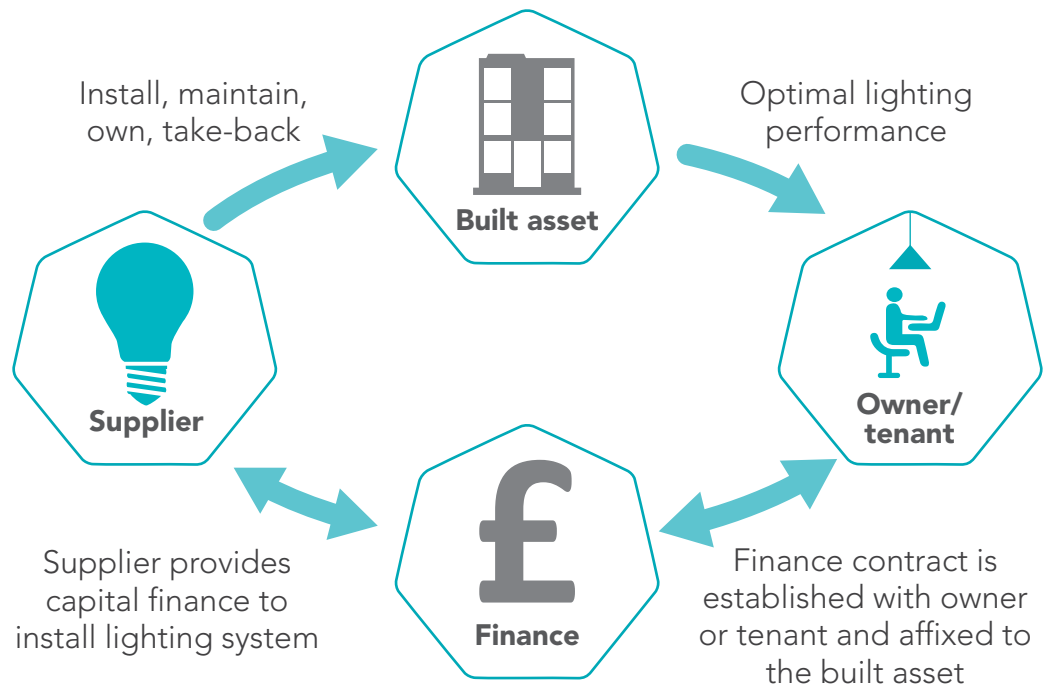 Install, maintain,
own, take-back
Optimal lighting
performance
Built asset
Supplier
Owner/
tenant
£
Finance
Supplier provides
capital finance to
install lighting system
Finance contract is
established with owner
or tenant and affixed to
the built asset